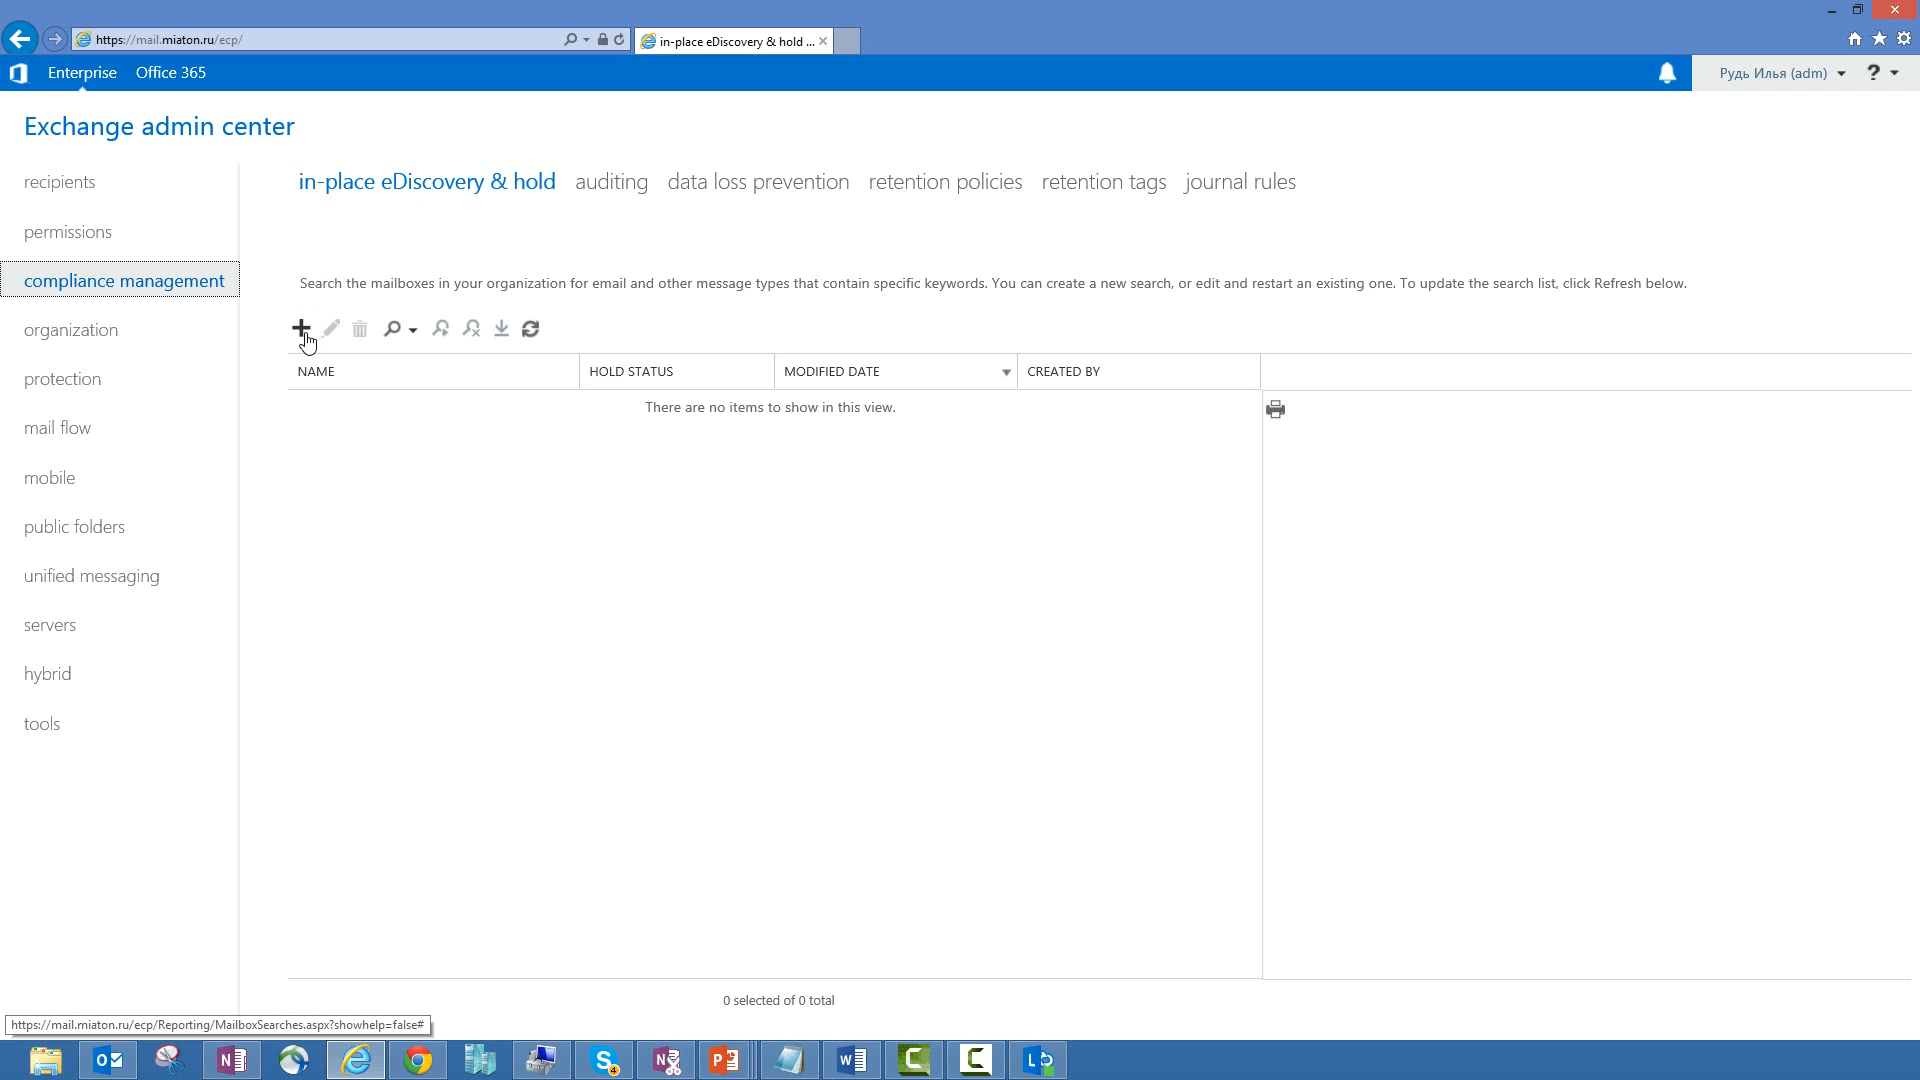 https://mail.miaton.ru/ecp/
in-place eDiscovery & hold ...
Enterprise
Office 365
Рудь Илья (adm)
?
Exchange admin center
recipients
permissions
compliance management
organization
protection
mail flow
mobile
public folders
unified messaging
servers
hybrid
tools
in-place eDiscovery & hold
auditing
data loss prevention
retention policies
retention tags
journal rules
Search the mailboxes in your organization for email and other message types that contain specific keywords. You can create a new search, or edit and restart an existing one. To update the search list, click Refresh below.
NAME
HOLD STATUS
MODIFIED DATE
CREATED BY
There are no items to show in this view.
0 selected of 0 total
https://mail.miaton.ru/ecp/Reporting/MailboxSearches.aspx?showhelp=false#
4